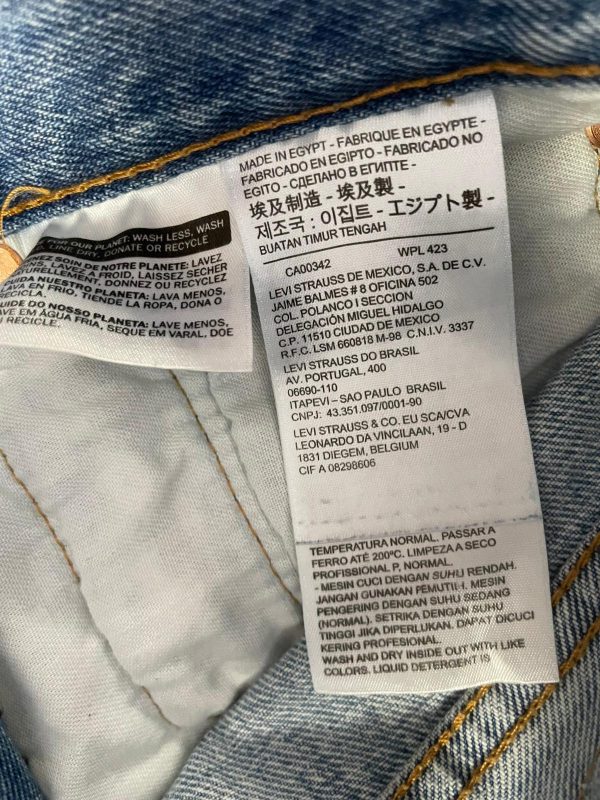 FOR OUR PLANET: WASH LESS, WASH
LINE DRY, DONATE OR RECYCLE
SOIN DE NOTRE PLANETE: LAVEZ
LAVEZ A FROID, LAISSEZ SECHER
DONNEZ OU RECYCLEZ
NUESTRO PLANETA: LAVA MENOS,
EN FRIO, TIENDE LA ROPA, DONA O
RECICLA
DO NOSSO PLANETA: LAVE MENOS,
EM ÁGUA FRIA, SEQUE EM VARAL, DOE
RECICLE.
MADE IN EGYPT - FABRIQUE EN EGYPTE -
FABRICADO EN EGIPTO - FABRICADO NO
EGITO - СДЕЛАНО В ЕГИПТЕ -
埃及制造 - 埃及製 -
제조국 : 이집트 - エジプト製 -
BUATAN TIMUR TENGAH
CA00342 WPL 423
LEVI STRAUSS DE MEXICO, S.A. DE C.V.
JAIME BALMES # 8 OFICINA 502
COL. POLANCO I SECCION
DELEGACIÓN MIGUEL HIDALGO
C.P. 11510 CIUDAD DE MEXICO
R.F.C. LSM 660818 M-98 C.N.I.V. 3337
LEVI STRAUSS DO BRASIL
AV. PORTUGAL, 400
06690-110
ITAPEVI – SAO PAULO BRASIL
CNPJ: 43.351.097/0001-90
LEVI STRAUSS & CO. EU SCA/CVA
LEONARDO DA VINCILAAN, 19 - D
1831 DIEGEM, BELGIUM
CIF A 08298606
TEMPERATURA NORMAL. PASSAR A
FERRO ATÉ 200ºC. LIMPEZA A SECO
PROFISSIONAL P, NORMAL.
- MESIN CUCI DENGAN SUHU RENDAH.
JANGAN GUNAKAN PEMUTIH. MESIN
PENGERING DENGAN SUHU SEDANG
(NORMAL). SETRIKA DENGAN SUHU
TINGGI JIKA DIPERLUKAN. DAPAT DICUCI
KERING PROFESIONAL.
WASH AND DRY INSIDE OUT WITH LIKE
COLORS. LIQUID DETERGENT IS